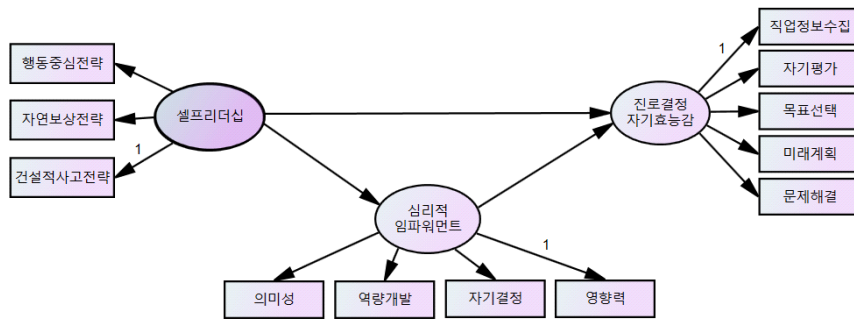 직업정보수집
1
행동중심전략
자기평가
셀프리더십
진로결정
자기효능감
자연보상전략
목표선택
1
건설적사고전략
미래계획
문제해결
심리적
임파워먼트
1
의미성
역량개발
자기결정
영향력